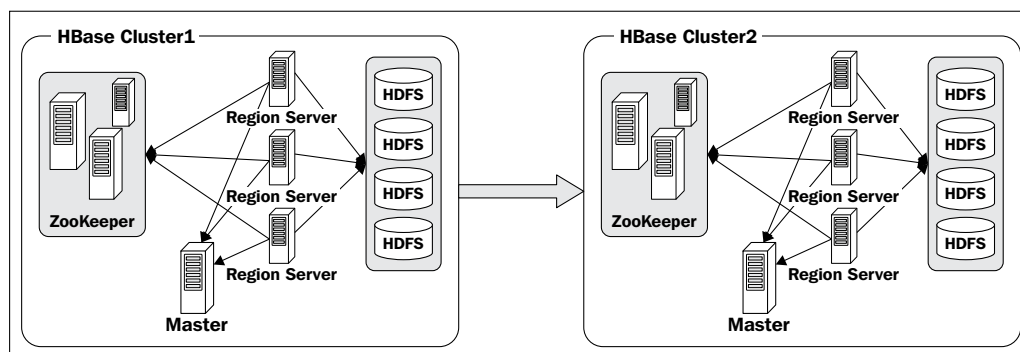 HBase Cluster1
HDFS
Region Server
HDFS
Region Server
HDFS
ZooKeeper
HDFS
Region Server
Master
HBase Cluster2
HDFS
Region Server
HDFS
Region Server
HDFS
ZooKeeper
HDFS
Region Server
Master